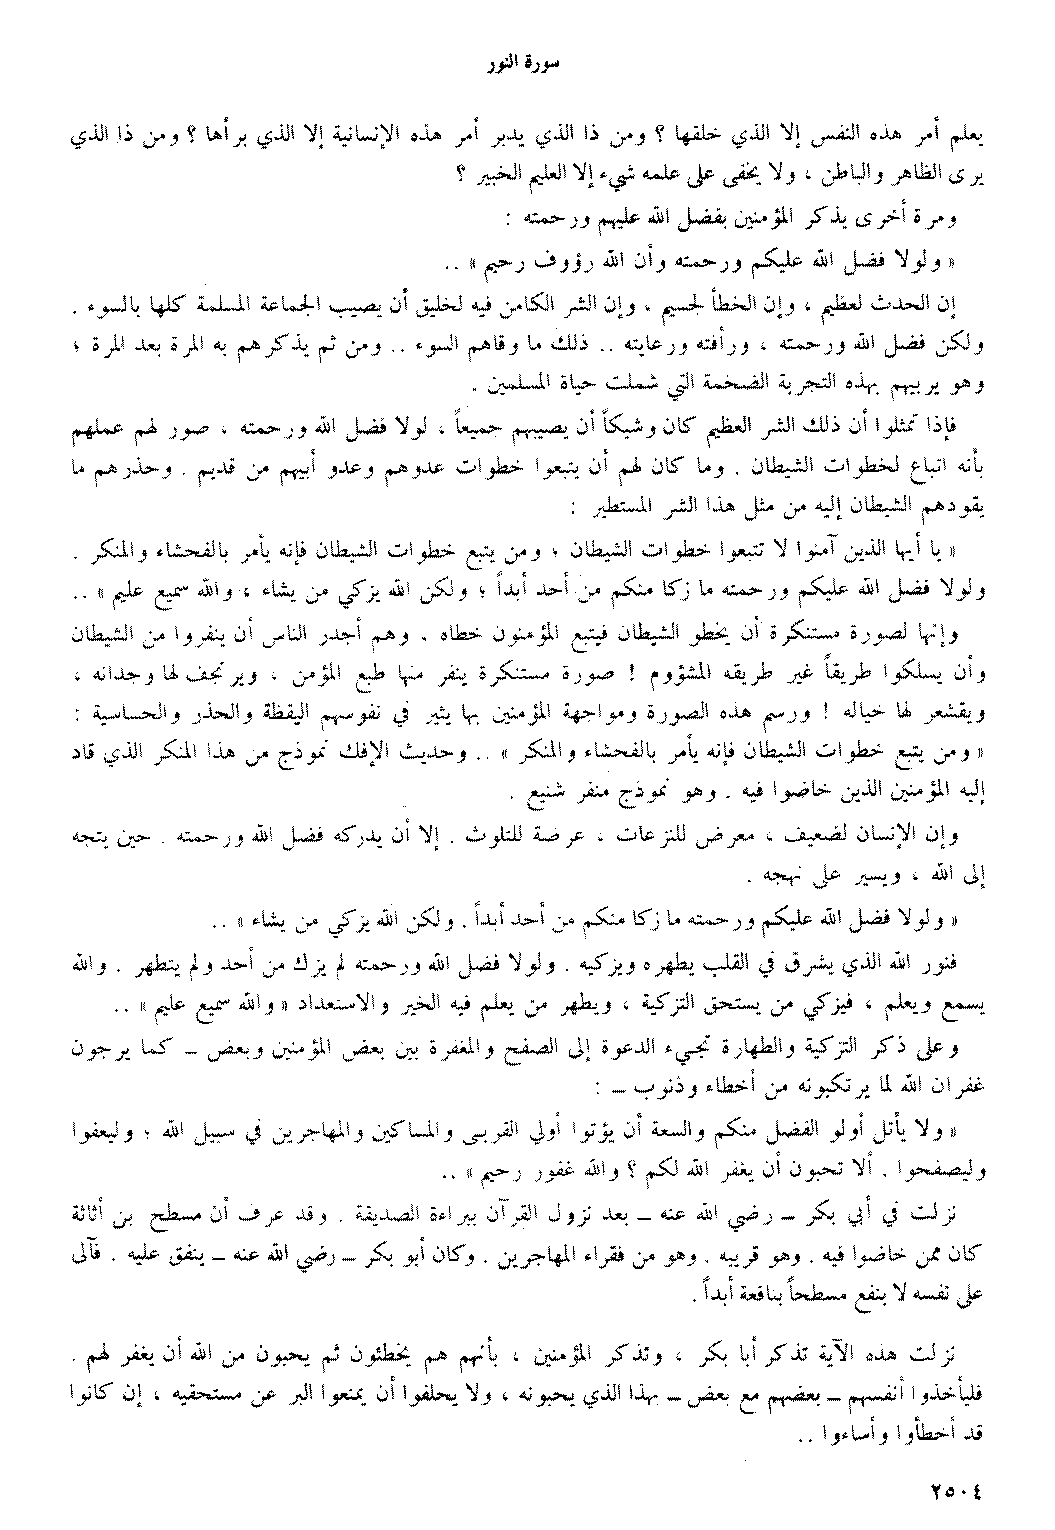 سورة النور
يعلم أمر هذه النفس إلا الذي خلقها ؟ ومن ذا الذي يدبر أمر هذه الإنسانية إلا الذي برأها ؟ ومن ذا الذي
يرى الظاهر والباطن ، ولا يخفى على علمه شيء إلا العليم الخبير ؟
ومرة أخرى يذكر المؤمنين بفضل الله عليهم ورحمته :
« ولولا فضل الله عليكم ورحمته وأن الله رؤوف رحيم » ..
إن الحدث لعظيم ، وإن الخطأ لجسيم ، وإن الشر الكامن فيه لخليق أن يصيب الجماعة المسلمة كلها بالسوء .
ولكن فضل الله ورحمته ، ورأفته ورعايته .. ذلك ما وقاهم السوء .. ومن ثم يذكرهم به المرة بعد المرة ؛
وهو يربيهم بهذه التجربة الضخمة التي شملت حياة المسلمين .
فإذا تمثلوا أن ذلك الشر العظيم كان وشيكاً أن يصيبهم جميعاً ، لولا فضل الله ورحمته ، صور لهم عملهم
بأنه اتباع لخطوات الشيطان . وما كان لهم أن يتبعوا خطوات عدوهم وعدو أبيهم من قديم . وحذرهم ما
يقودهم الشيطان إليه من مثل هذا الشر المستطير :
« يا أيها الذين آمنوا لا تتبعوا خطوات الشيطان ؛ ومن يتبع خطوات الشيطان فإنه يأمر بالفحشاء والمنكر .
ولولا فضل الله عليكم ورحمته ما زكا منكم من أحد أبداً ؛ ولكن الله يزكي من يشاء ، والله سميع عليم » ..
وإنها لصورة مستنكرة أن يخطو الشيطان فيتبع المؤمنون خطاه ، وهم أجدر الناس أن ينفروا من الشيطان
وأن يسلكوا طريقاً غير طريقه المشؤوم ! صورة مستنكرة ينفر منها طبع المؤمن ، ويرتجف لها وجدانه ،
ويقشعر لها خياله ! ورسم هذه الصورة ومواجهة المؤمنين بها يثير في نفوسهم اليقظة والحذر والحساسية :
« ومن يتبع خطوات الشيطان فإنه يأمر بالفحشاء والمنكر » .. وحديث الإفك نموذج من هذا المنكر الذي قاد
إليه المؤمنين الذين خاضوا فيه . وهو نموذج منفر شنيع .
وإن الإنسان لضعيف ، معرض للنزعات ، عرضة للتلوث . إلا أن يدركه فضل الله ورحمته . حين يتجه
إلى الله ، ويسير على نهجه .
« ولولا فضل الله عليكم ورحمته ما زكا منكم من أحد أبداً . ولكن الله يزكي من يشاء » ..
فنور الله الذي يشرق في القلب يطهره ويزكيه . ولولا فضل الله ورحمته لم يزك من أحد ولم يتطهر . والله
يسمع ويعلم ، فيزكي من يستحق التزكية ، ويطهر من يعلم فيه الخير والاستعداد « والله سميع عليم » ..
وعلى ذكر التزكية والطهارة تجيء الدعوة إلى الصفح والمغفرة بين بعض المؤمنين وبعض – كما يرجون
غفران الله لما يرتكبونه من أخطاء وذنوب – :
« ولا يأتل أولو الفضل منكم والسعة أن يؤتوا أولي القربى والمساكين والمهاجرين في سبيل الله ؛ وليعفوا
وليصفحوا . ألا تحبون أن يغفر الله لكم ؟ والله غفور رحيم » ..
نزلت في أبي بكر – رضي الله عنه – بعد نزول القرآن ببراءة الصديقة . وقد عرف أن مسطح بن أثاثة
كان ممن خاضوا فيه . وهو قريبه . وهو من فقراء المهاجرين . وكان أبو بكر – رضي الله عنه – ينفق عليه . فآلى
على نفسه لا ينفع مسطحاً بنافعة أبداً .
نزلت هذه الآية تذكر أبا بكر ، وتذكر المؤمنين ، بأنهم هم يخطئون ثم يحبون من الله أن يغفر لهم .
فليأخذوا أنفسهم – بعضهم مع بعض – بهذا الذي يحبونه ، ولا يحلفوا أن يمنعوا البر عن مستحقيه ، إن كانوا
قد أخطأوا وأساءوا ..
٢٥٠٤